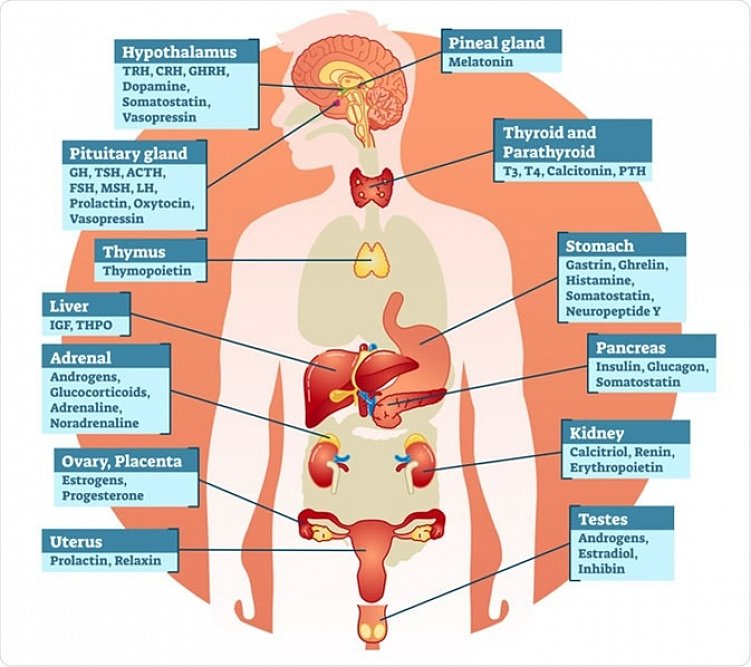 Hypothalamus
TRH, CRH, GHRH,
Dopamine,
Somatostatin,
Vasopressin
Pineal gland
Melatonin
Pituitary gland
GH, TSH, ACTH,
FSH, MSH, LH,
Prolactin, Oxytocin,
Vasopressin
Thyroid and
Parathyroid
T3, T4, Calcitonin, PTH
Thymus
Thymopoietin
Stomach
Gastrin, Ghrelin,
Histamine,
Somatostatin,
Neuropeptide Y
Liver
IGF, THPO
Pancreas
Insulin, Glucagon,
Somatostatin
Adrenal
Androgens,
Glucocorticoids,
Adrenaline,
Noradrenaline
Kidney
Calcitriol, Renin,
Erythropoietin
Ovary, Placenta
Estrogens,
Progesterone
Testes
Androgens,
Estradiol,
Inhibin
Uterus
Prolactin, Relaxin